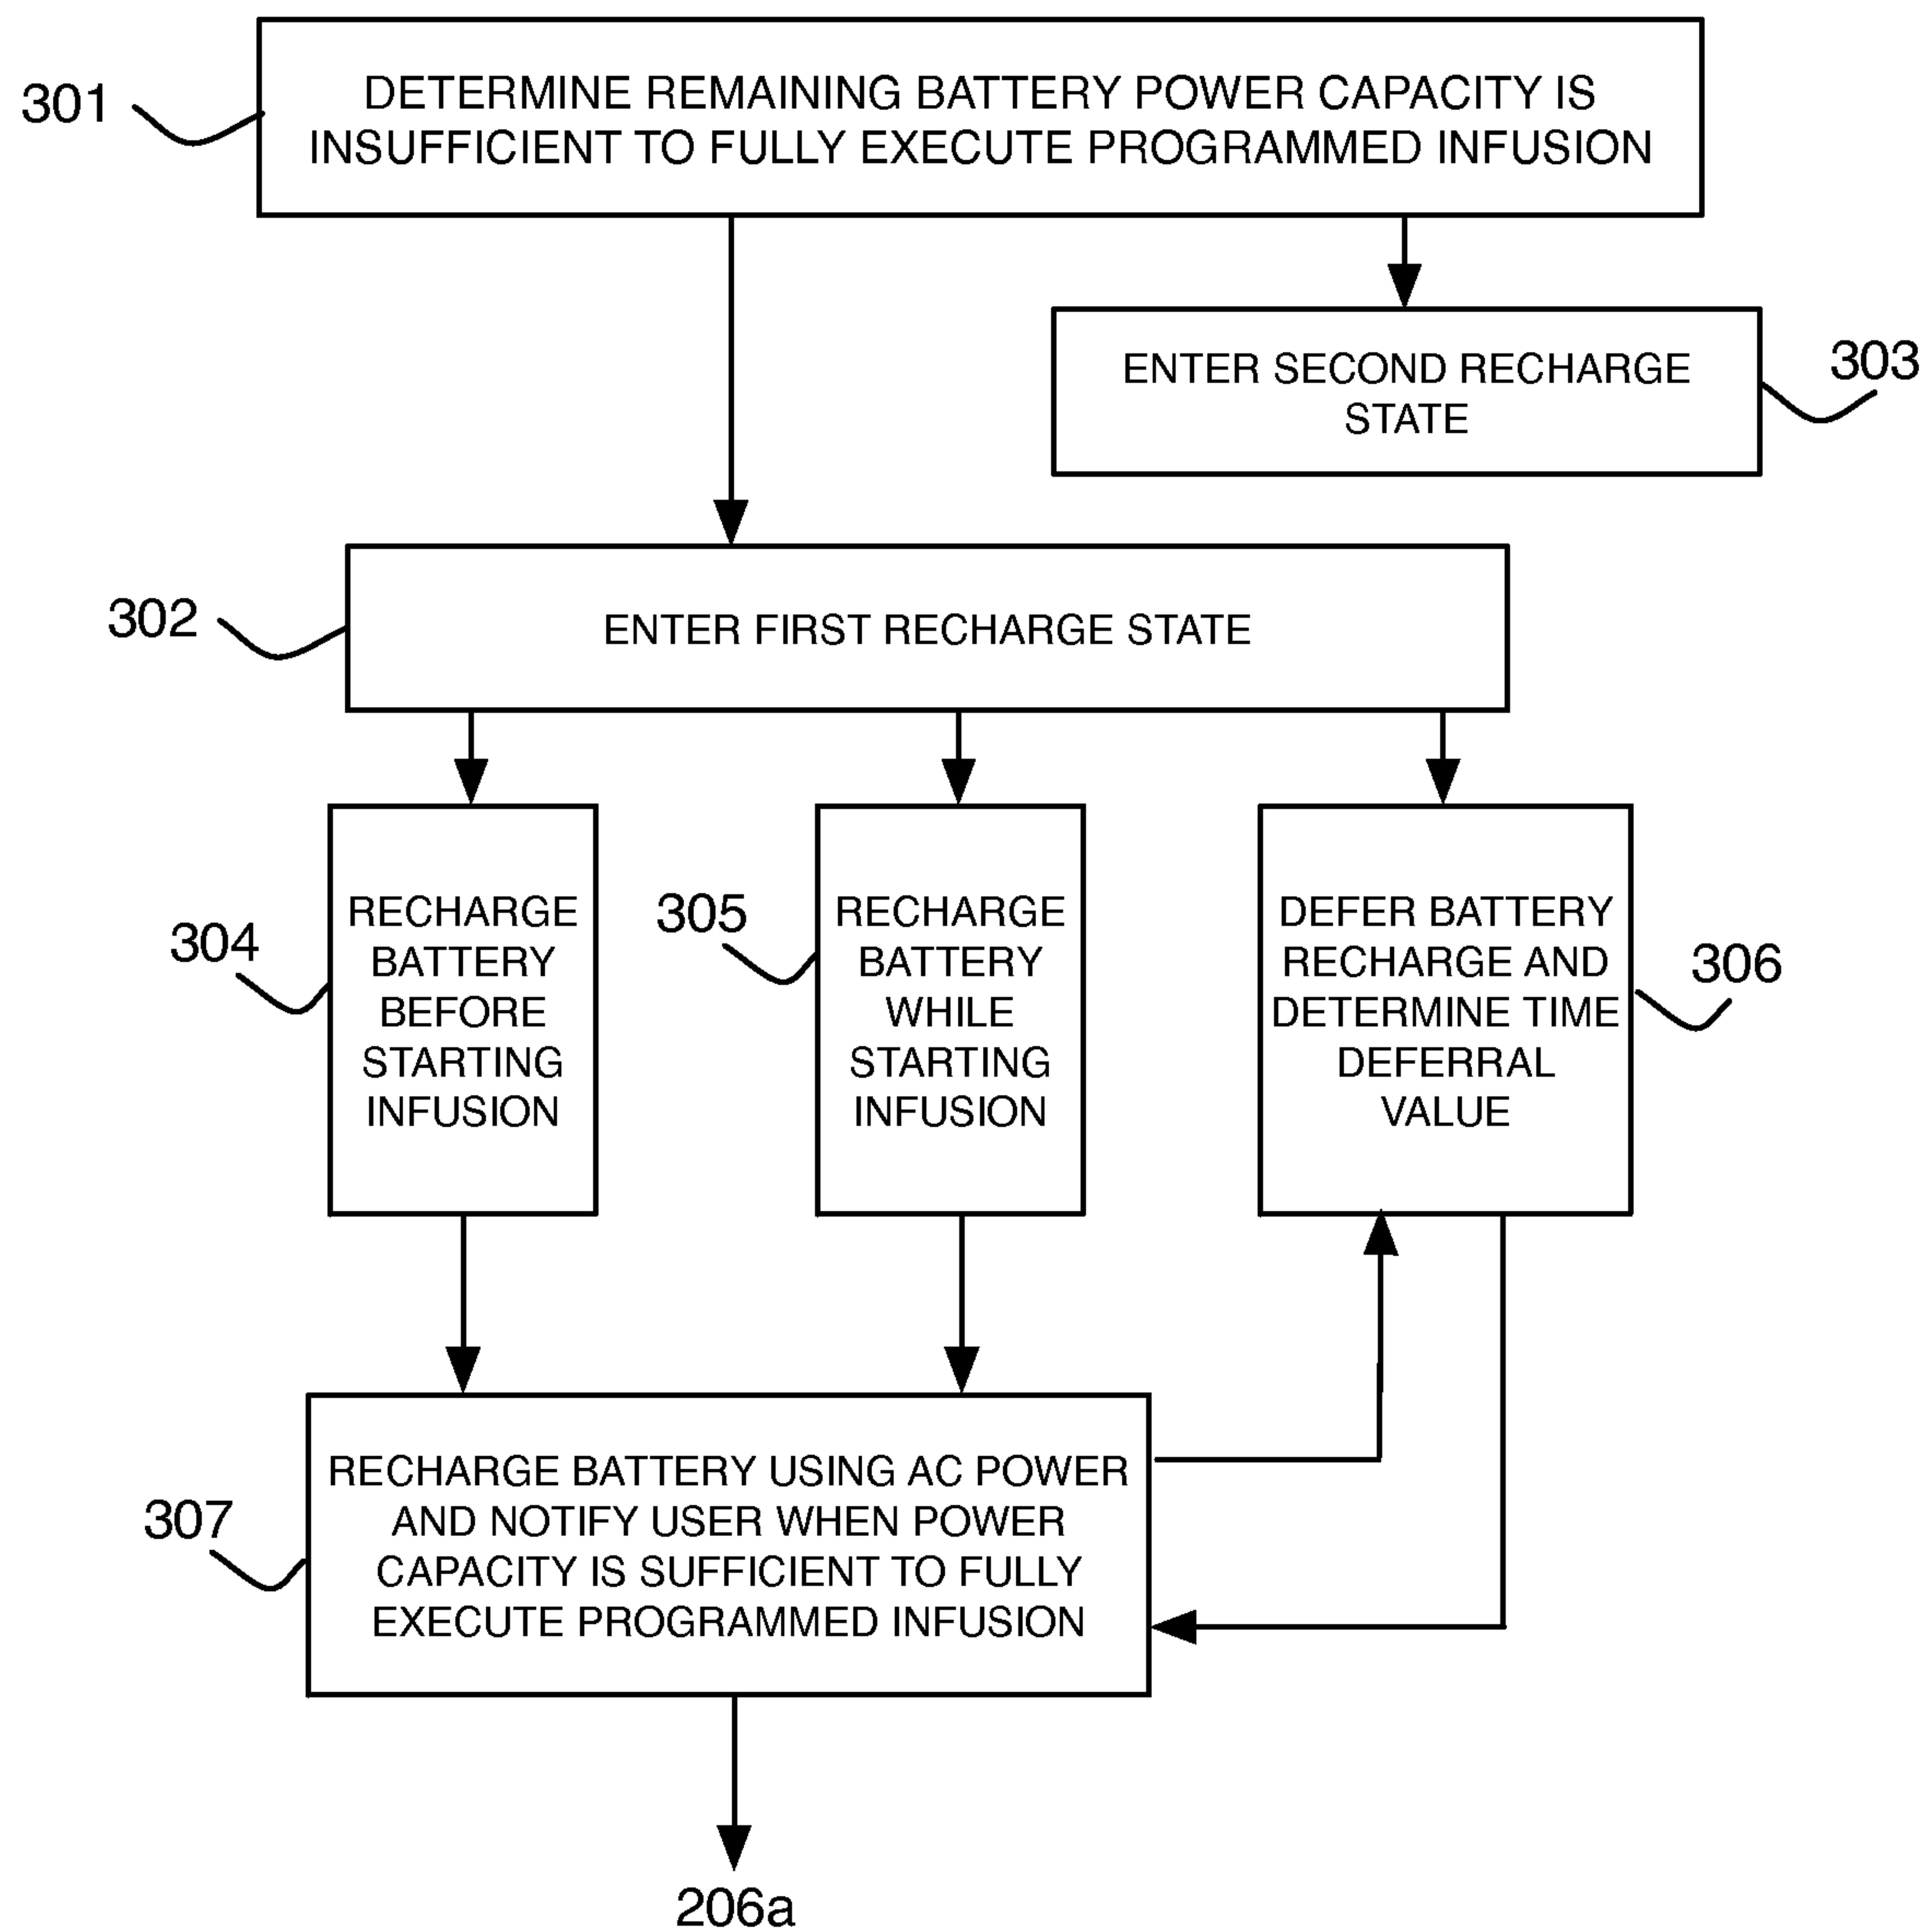 301
DETERMINE REMAINING BATTERY POWER CAPACITY IS
INSUFFICIENT TO FULLY EXECUTE PROGRAMMED INFUSION
ENTER SECOND RECHARGE
STATE
303
302
ENTER FIRST RECHARGE STATE
304
RECHARGE
BATTERY
BEFORE
STARTING
INFUSION
305
RECHARGE
BATTERY
WHILE
STARTING
INFUSION
DEFER BATTERY
RECHARGE AND
DETERMINE TIME
DEFERRAL
VALUE
306
307
RECHARGE BATTERY USING AC POWER
AND NOTIFY USER WHEN POWER
CAPACITY IS SUFFICIENT TO FULLY
EXECUTE PROGRAMMED INFUSION
206a